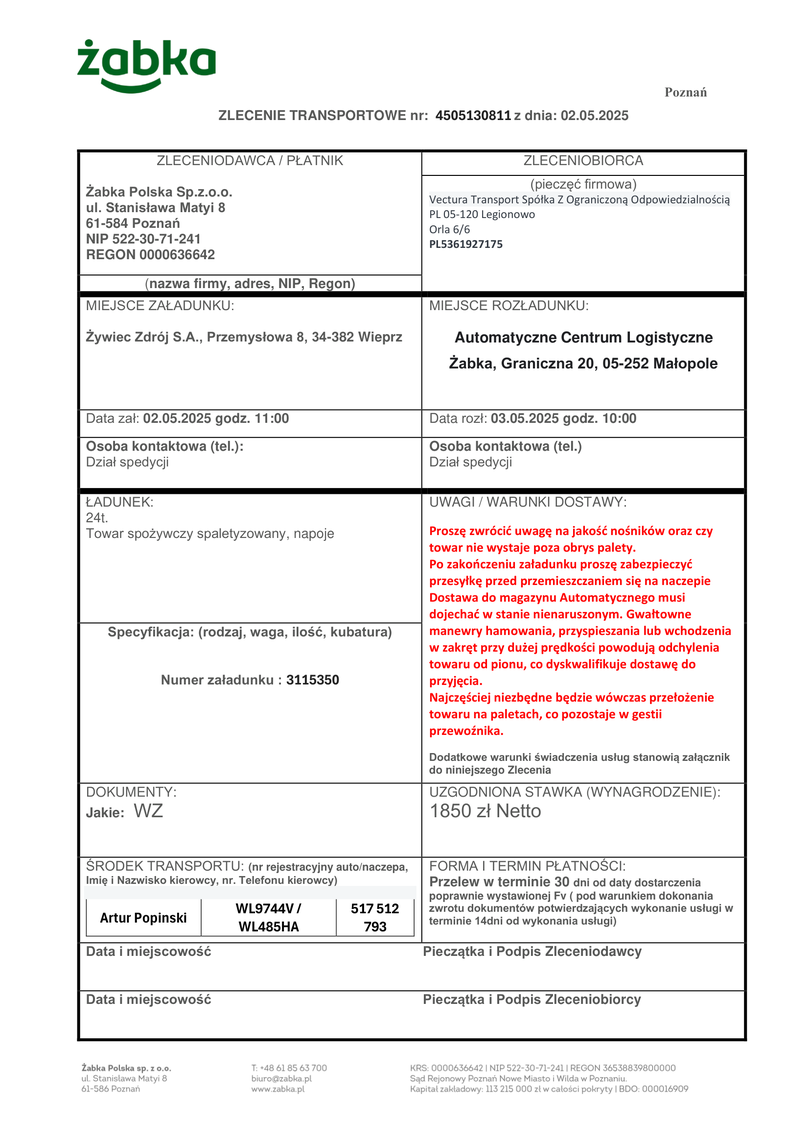 żabka
Poznań
ZLECENIE TRANSPORTOWE nr: 4505130811 z dnia: 02.05.2025
ZLECENIODAWCA / PŁATNIK
Żabka Polska Sp.z.o.o.
ul. Stanisława Matyi 8
61-584 Poznań
NIP 522-30-71-241
REGON 0000636642
(nazwa firmy, adres, NIP, Regon)
ZLECENIOBIORCA
(pieczęć firmowa)
Vectura Transport Spółka Z Ograniczoną Odpowiedzialnością
PL 05-120 Legionowo
Orla 6/6
PL5361927175
MIEJSCE ZAŁADUNKU:
Żywiec Zdrój S.A., Przemysłowa 8, 34-382 Wieprz
MIEJSCE ROZŁADUNKU:
Automatyczne Centrum Logistyczne
Żabka, Graniczna 20, 05-252 Małopole
Data zał: 02.05.2025 godz. 11:00
Data rozł: 03.05.2025 godz. 10:00
Osoba kontaktowa (tel.):
Dział spedycji
Osoba kontaktowa (tel.)
Dział spedycji
ŁADUNEK:
24t.
Towar spożywczy spaletyzowany, napoje
Specyfikacja: (rodzaj, waga, ilość, kubatura)
Numer załadunku : 3115350
UWAGI / WARUNKI DOSTAWY:
Proszę zwrócić uwagę na jakość nośników oraz czy
towar nie wystaje poza obrys palety.
Po zakończeniu załadunku proszę zabezpieczyć
przesyłkę przed przemieszczaniem się na naczepie
Dostawa do magazynu Automatycznego musi
dojechać w stanie nienaruszonym. Gwałtowne
manewry hamowania, przyspieszania lub wchodzenia
w zakręt przy dużej prędkości powodują odchylenia
towaru od pionu, co dyskwalifikuje dostawę do
przyjęcia.
Najczęściej niezbędne będzie wówczas przełożenie
towaru na paletach, co pozostaje w gestii
przewoźnika.
Dodatkowe warunki świadczenia usług stanowią załącznik
do niniejszego Zlecenia
DOKUMENTY:
Jakie: WZ
UZGODNIONA STAWKA (WYNAGRODZENIE):
1850 zł Netto
ŚRODEK TRANSPORTU: (nr rejestracyjny auto/naczepa,
Imię i Nazwisko kierowcy, nr. Telefonu kierowcy)
Artur Popinski
WL9744V /
WL485HA
517 512
793
FORMA I TERMIN PŁATNOŚCI:
Przelew w terminie 30 dni od daty dostarczenia
poprawnie wystawionej Fv ( pod warunkiem dokonania
zwrotu dokumentów potwierdzających wykonanie usługi w
terminie 14dni od wykonania usługi)
Data i miejscowość
Pieczątka i Podpis Zleceniodawcy
Data i miejscowość
Pieczątka i Podpis Zleceniobiorcy
Żabka Polska sp. z o.o.
ul. Stanisława Matyi 8
61-586 Poznań
T: +48 61 85 63 700
biuro@zabka.pl
www.zabka.pl
KRS: 0000636642 | NIP 522-30-71-241 | REGON 36538839800000
Sąd Rejonowy Poznań Nowe Miasto i Wilda w Poznaniu.
Kapitał zakładowy: 113 215 000 zł w całości pokryty | BDO: 000016909